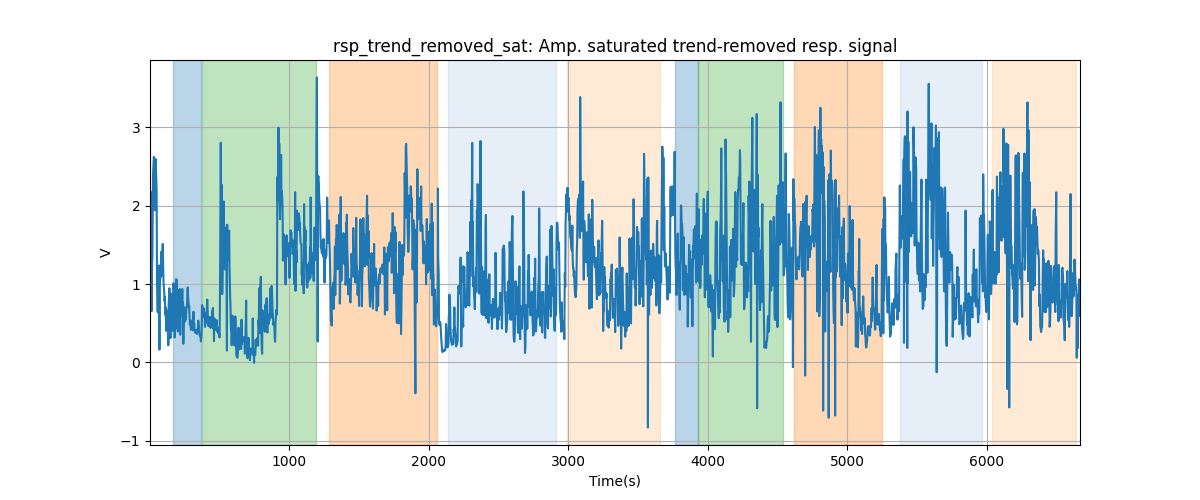 rsp_trend_removed_sat: Amp. saturated trend-removed resp. signal
3
2
1
0
−1
V
1000 2000 3000 4000 5000 6000
Time(s)